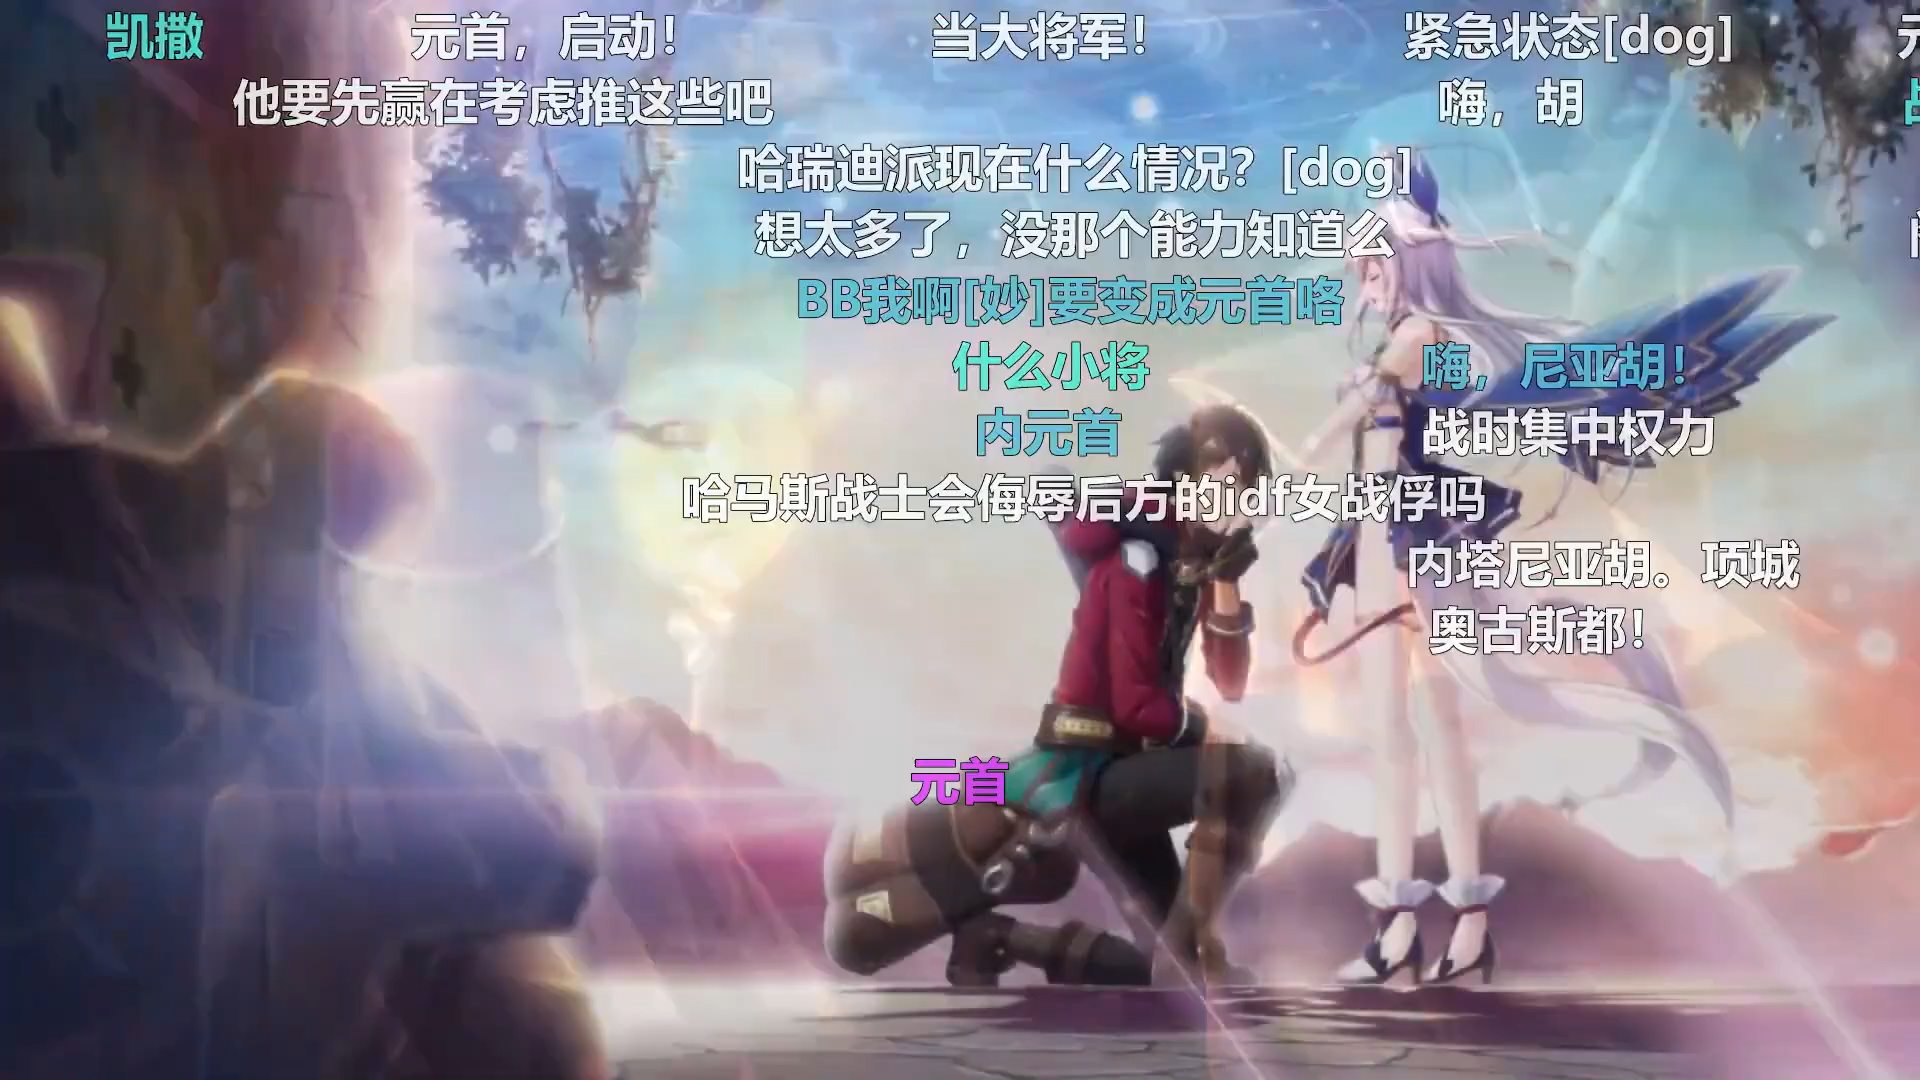 凯撒
元首，启动！
当大将军！
紧急状态[dog]
他要先赢在考虑推这些吧
嗨，胡
哈瑞迪派现在什么情况？[dog]
想太多了，没那个能力知道么
BB我啊[妙]要变成元首咯
什么小将
嗨，尼亚胡！
内元首
战时集中权力
哈马斯战士会侮辱后方的idf女战俘吗
内塔尼亚胡。项城
奥古斯都！
元首